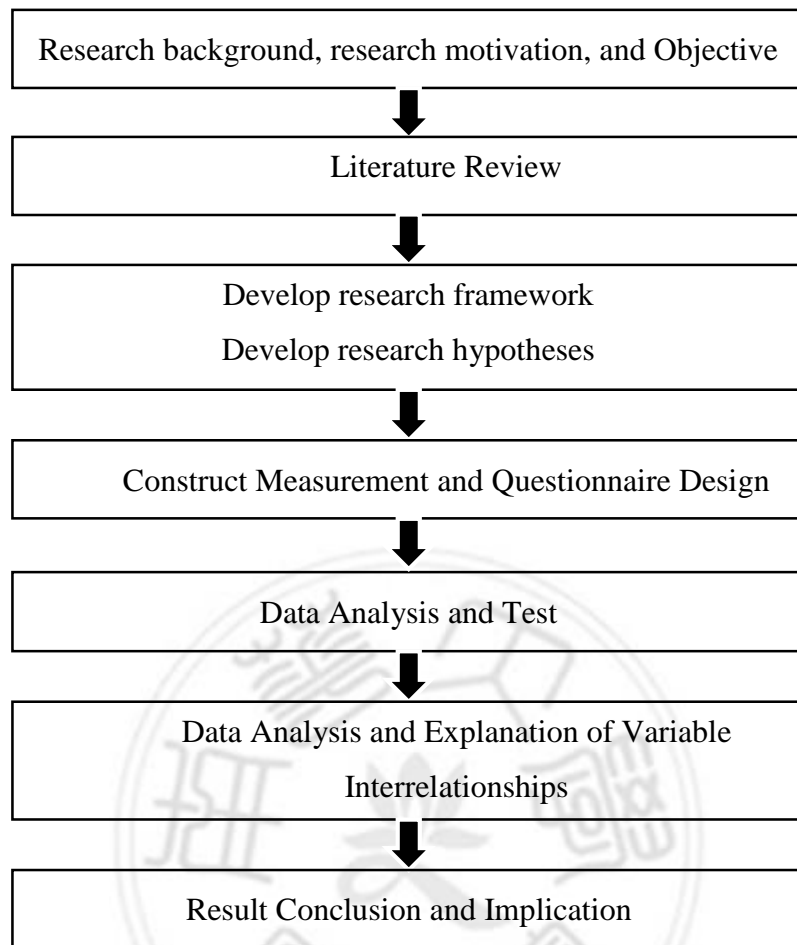 Research background, research motivation, and Objective
Literature Review
Develop research framework
Develop research hypotheses
Construct Measurement and Questionnaire Design
Data Analysis and Test
Data Analysis and Explanation of Variable
Interrelationships
Result Conclusion and Implication